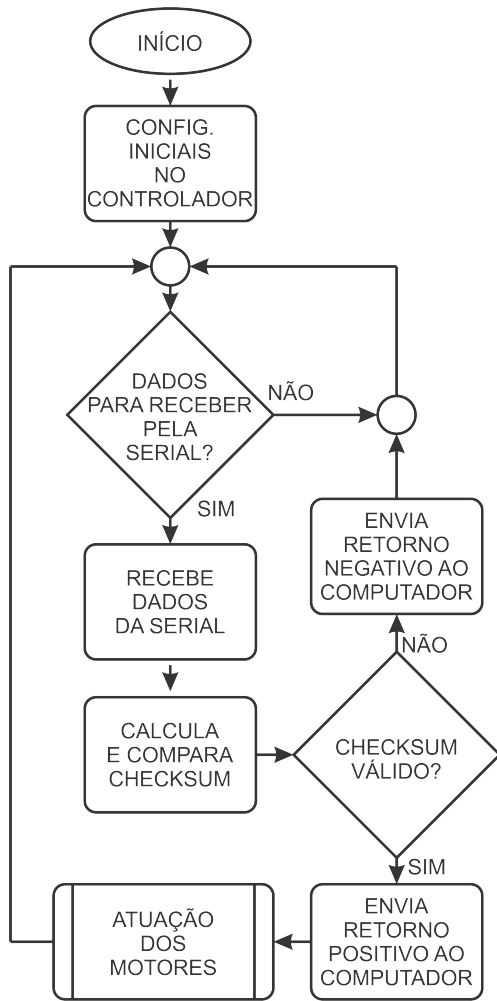 INÍCIO
CONFIG.
INICIAIS
NO
CONTROLADOR
DADOS
PARA RECEBER
PELA
SERIAL?
NÃO
SIM
RECEBE
DADOS
DA SERIAL
CALCULA
E COMPARA
CHECKSUM
CHECKSUM
VÁLIDO?
NÃO
ENVIA
RETORNO
NEGATIVO AO
COMPUTADOR
SIM
ENVIA
RETORNO
POSITIVO AO
COMPUTADOR
ATUAÇÃO
DOS
MOTORES